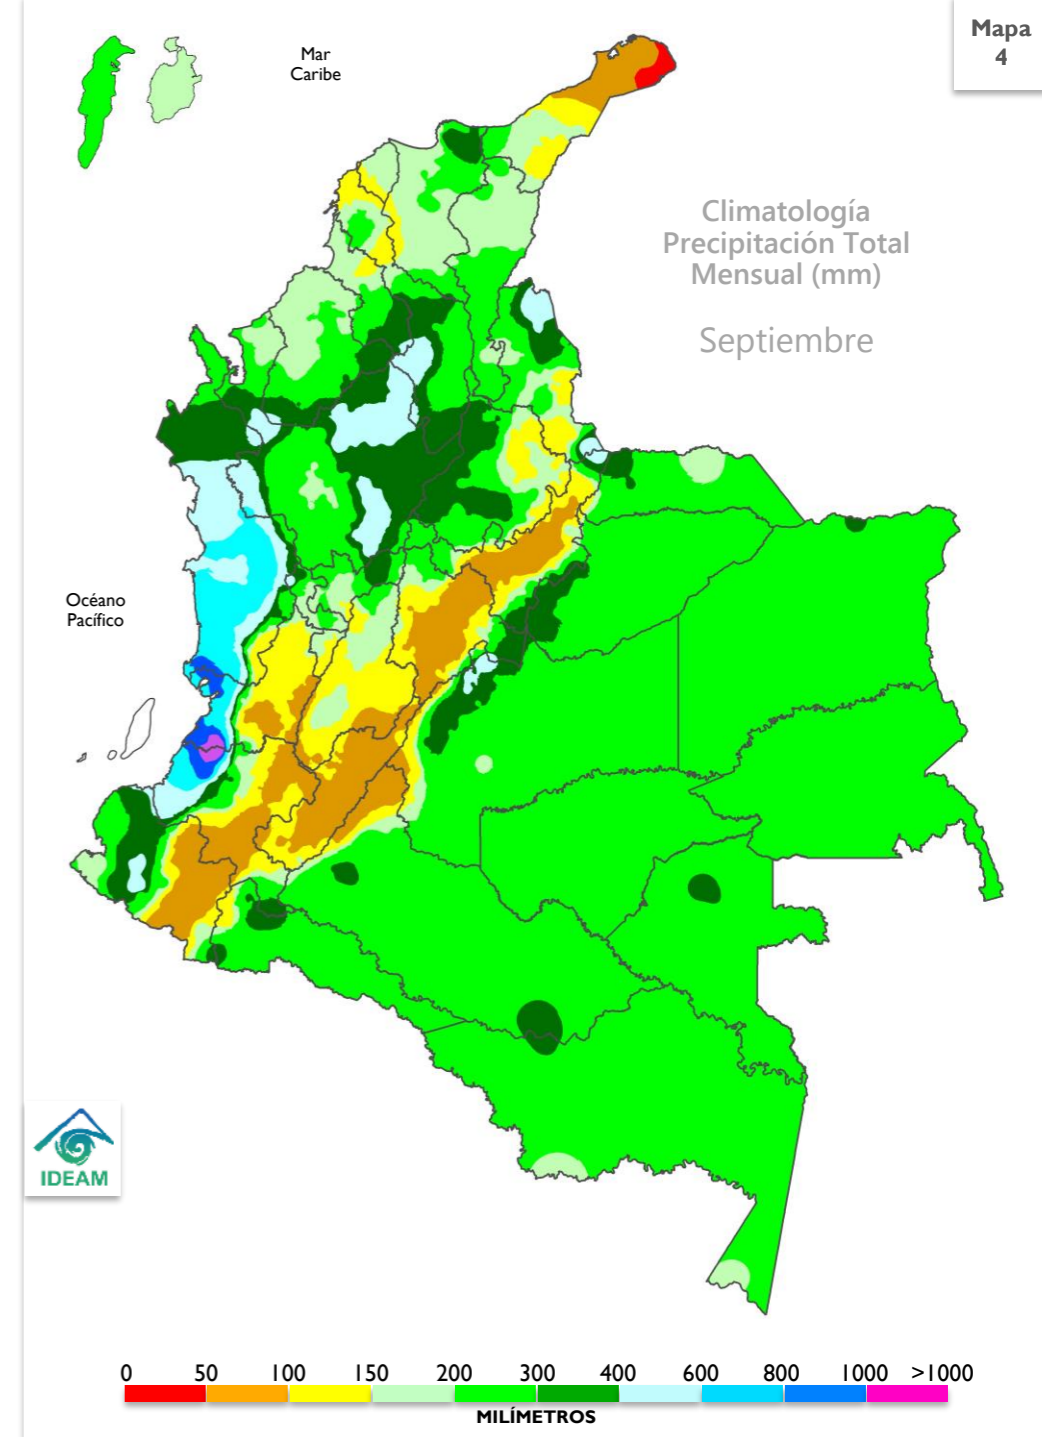 Mapa
4
Mar
Caribe
Climatología
Precipitación Total
Mensual (mm)
Septiembre
Océano
Pacífico
IDEAM
0 50 100 150 200 300 400 600 800 1000 >1000
MILÍMETROS